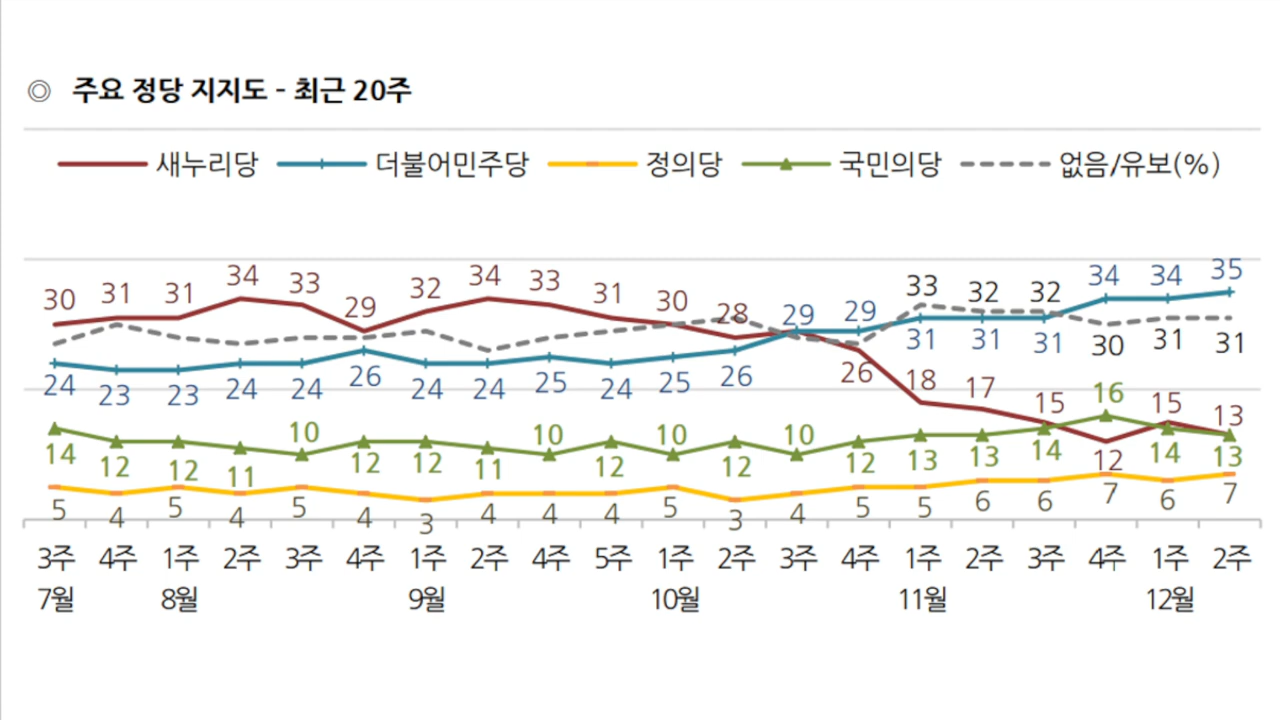 ◎ 주요 정당 지지도 - 최근 20주
새누리당 더불어민주당 정의당 국민의당 없음/유보(%)
30 31 31 34 33 29 32 34 33 31 30 28 29 29 33 32 32 34 34 35
31 31 31 30 31 31
24 23 23 24 24 26 24 24 25 24 25 26 26 18 17 15 16 15 13
14 12 12 11 10 12 12 11 10 12 10 12 10 12 13 13 14 12 14 13
5 4 5 4 5 4 3 4 4 4 5 3 4 5 5 6 6 7 6 7
3주 4주 1주 2주 3주 4주 1주 2주 4주 5주 1주 2주 3주 4주 1주 2주 3주 4주 1주 2주
7월 8월 9월 10월 11월 12월